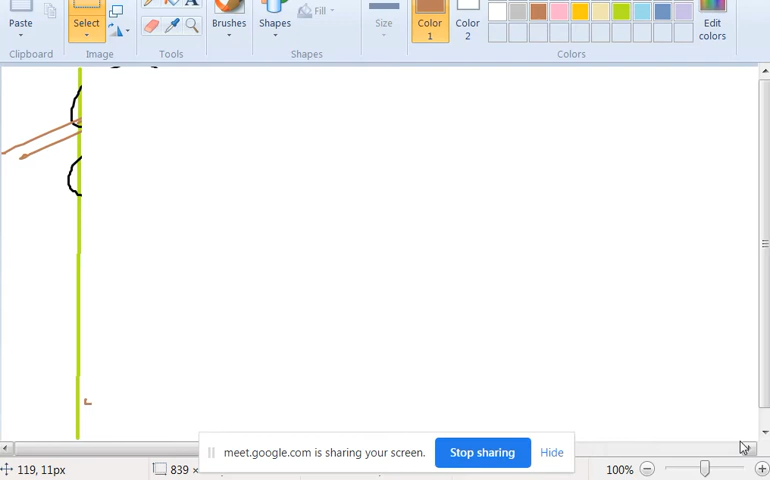 Paste
Select
Brushes
Shapes
Fill
Size
Color 1
Color 2
Edit colors
Clipboard
Image
Tools
Shapes
Colors
meet.google.com is sharing your screen.
Stop sharing
Hide
119, 11px
839 ×
100%